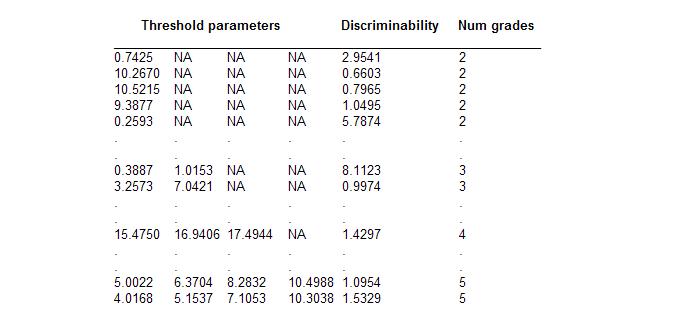 Threshold parameters Discriminability Num grades
0.7425 NA NA NA 2.9541 2
10.2670 NA NA NA 0.6603 2
10.5215 NA NA NA 0.7965 2
9.3877 NA NA NA 1.0495 2
0.2593 NA NA NA 5.7874 2
. . . . . .
. . . . . .
0.3887 1.0153 NA NA 8.1123 3
3.2573 7.0421 NA NA 0.9974 3
. . . . . .
. . . . . .
15.4750 16.9406 17.4944 NA 1.4297 4
. . . . . .
. . . . . .
5.0022 6.3704 8.2832 10.4988 1.0954 5
4.0168 5.1537 7.1053 10.3038 1.5329 5